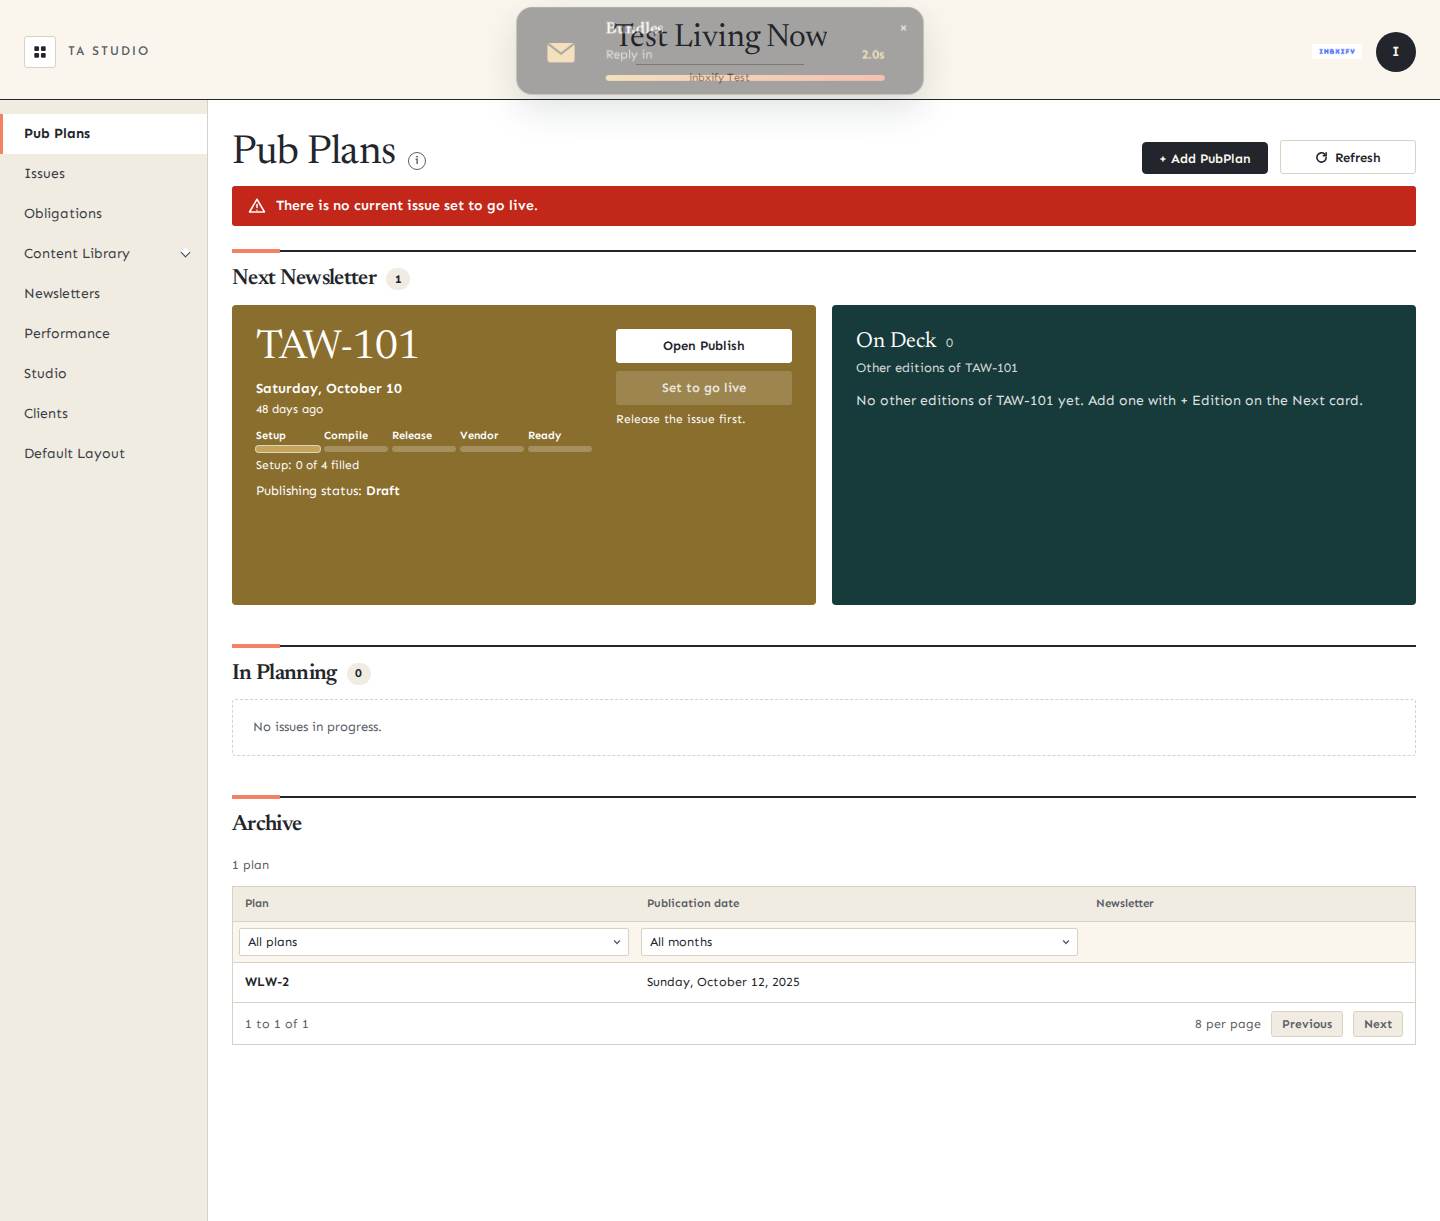 TA STUDIO
Bundles
Test Living Now
×
Reply in
2.0s
inbxify Test
INBXIFY
I
Pub Plans
Issues
Obligations
Content Library
Newsletters
Performance
Studio
Clients
Default Layout
Pub Plans
i
+ Add PubPlan
Refresh
There is no current issue set to go live.
Next Newsletter 1
TAW-101
Saturday, October 10
48 days ago
Setup Compile Release Vendor Ready
Setup: 0 of 4 filled
Publishing status: Draft
Open Publish
Set to go live
Release the issue first.
On Deck 0
Other editions of TAW-101
No other editions of TAW-101 yet. Add one with + Edition on the Next card.
In Planning 0
No issues in progress.
Archive
1 plan
Plan Publication date Newsletter
All plans All months
WLW-2 Sunday, October 12, 2025
1 to 1 of 1 8 per page Previous Next